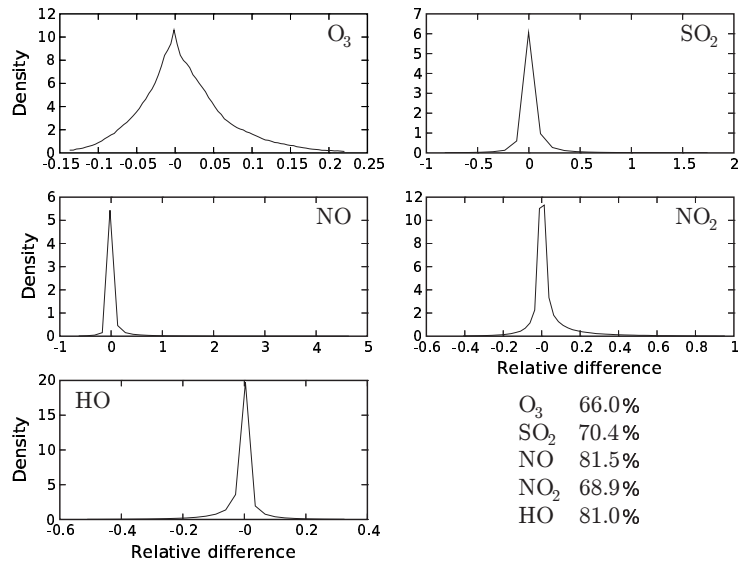 12
10
8
6
4
2
0
Density
O3
-0.15 -0.1 -0.05 -0 0.05 0.1 0.15 0.2 0.25
7
6
5
4
3
2
1
0
SO2
-1 -0.5 0 0.5 1 1.5 2
6
5
4
3
2
1
0
Density
NO
-1 0 1 2 3 4 5
12
10
8
6
4
2
0
NO2
-0.6 -0.4 -0.2 -0 0.2 0.4 0.6 0.8 1
Relative difference
20
15
10
5
0
Density
HO
-0.6 -0.4 -0.2 -0 0.2 0.4
Relative difference
O3 66.0%
SO2 70.4%
NO 81.5%
NO2 68.9%
HO 81.0%